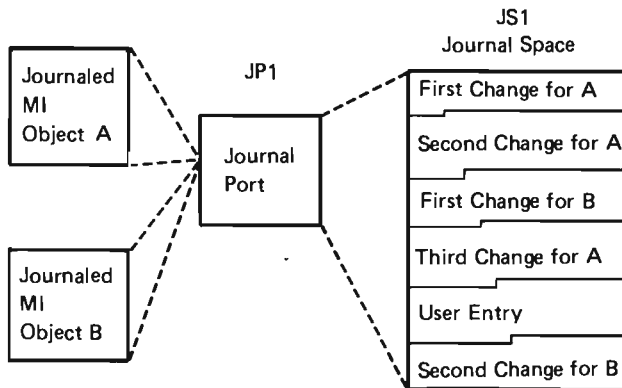 Journaled
MI
Object A
Journaled
MI
Object B
JP1
Journal
Port
JS1
Journal Space
First Change for A
Second Change for A
First Change for B
Third Change for A
User Entry
Second Change for B